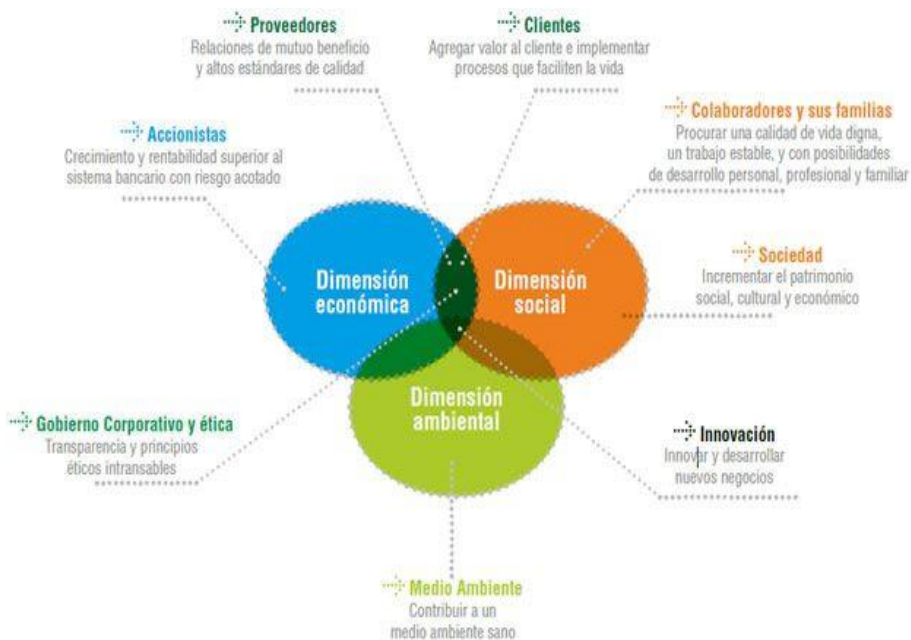 Proveedores
Relaciones de mutuo beneficio
y altos estándares de calidad
Clientes
Agregar valor al cliente e implementar
procesos que faciliten la vida
Accionistas
Crecimiento y rentabilidad superior al
sistema bancario con riesgo acotado
Colaboradores y sus familias
Procurar una calidad de vida digna,
un trabajo estable, y con posibilidades
de desarrollo personal, profesional y familiar
Dimensión
económica
Dimensión
social
Sociedad
Incrementar el patrimonio
social, cultural y económico
Dimensión
ambiental
Gobierno Corporativo y ética
Transparencia y principios
éticos intransables
Innovación
Innovar y desarrollar
nuevos negocios
Medio Ambiente
Contribuir a un
medio ambiente sano